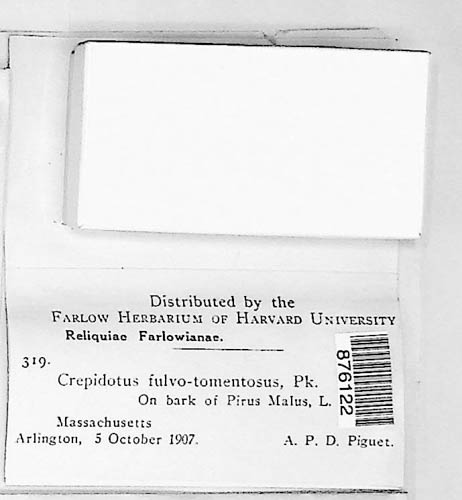 Distributed by the
FARLOW HERBARIUM OF HARVARD UNIVERSITY
Reliquiae Farlowianae.
319.
Crepidotus fulvo-tomentosus, Pk.
On bark of Pirus Malus, L.
876122
Massachusetts
Arlington, 5 October 1907. A. P. D. Piguet.